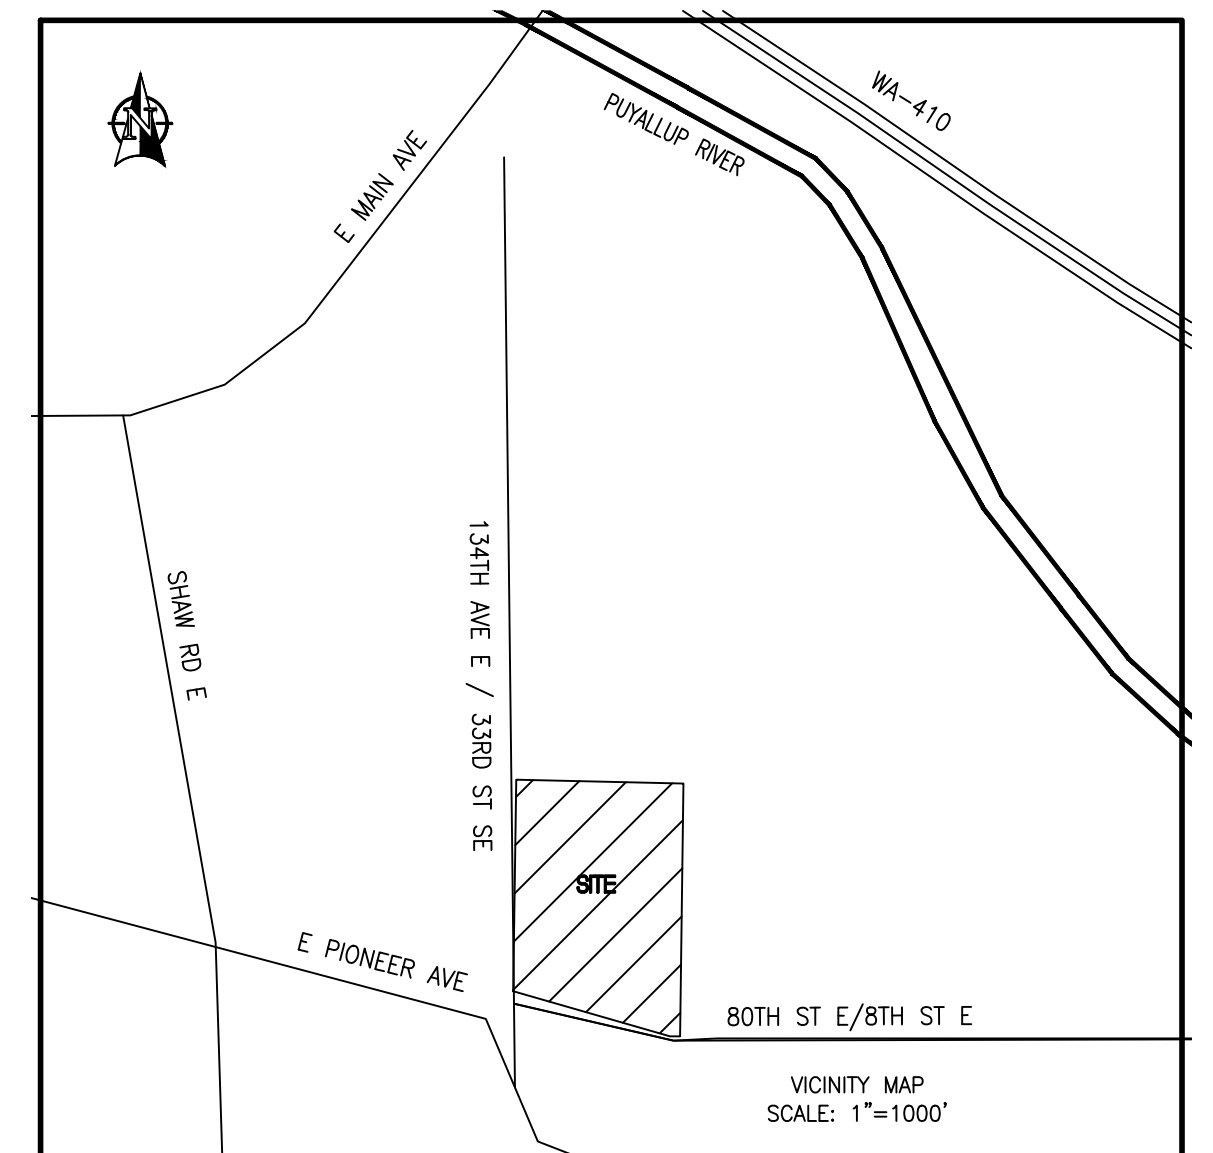 WA-410
PUYALLUP RIVER
N
E MAIN AVE
134TH AVE E / 33RD ST SE
SHAW RD E
SITE
E PIONEER AVE
80TH ST E/8TH ST E
VICINITY MAP
SCALE: 1"=1000'